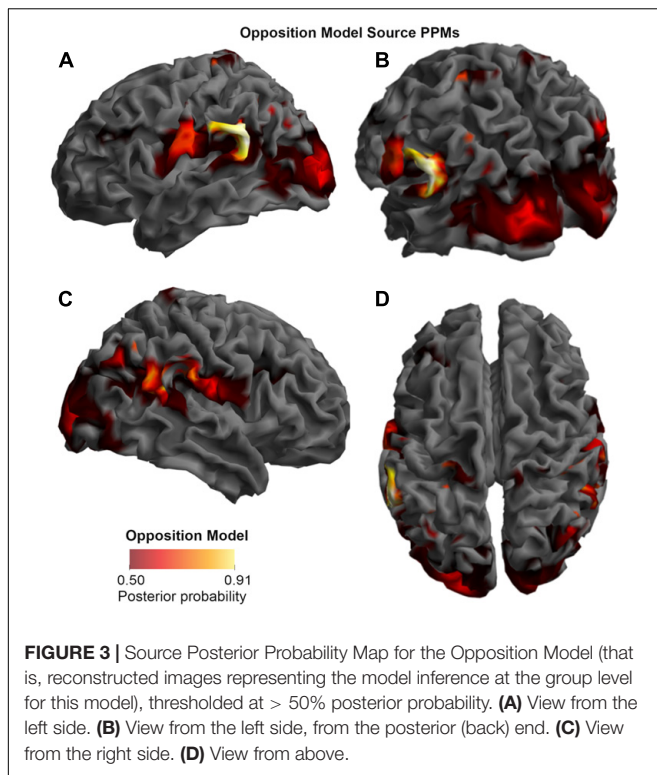 Opposition Model Source PPMs
A
B
C
D
Opposition Model
0.50 0.91
Posterior probability
FIGURE 3 | Source Posterior Probability Map for the Opposition Model (that
is, reconstructed images representing the model inference at the group level
for this model), thresholded at > 50% posterior probability. (A) View from the
left side. (B) View from the left side, from the posterior (back) end. (C) View
from the right side. (D) View from above.